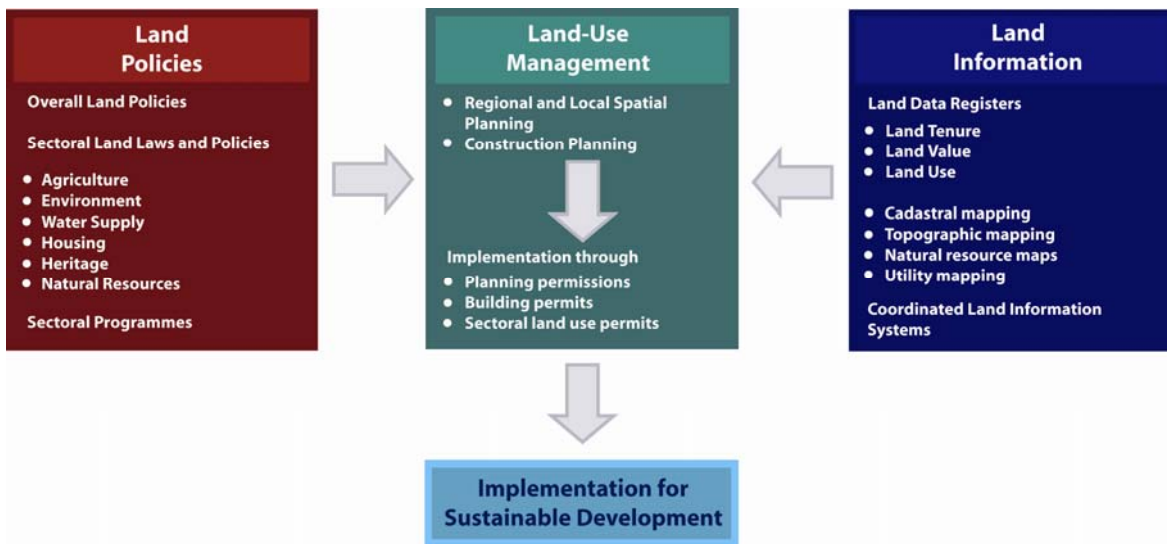 Land
Policies
Overall Land Policies
Sectoral Land Laws and Policies
• Agriculture
• Environment
• Water Supply
• Housing
• Heritage
• Natural Resources
Sectoral Programmes
Land-Use
Management
• Regional and Local Spatial
Planning
• Construction Planning
Implementation through
• Planning permissions
• Building permits
• Sectoral land use permits
Land
Information
Land Data Registers
• Land Tenure
• Land Value
• Land Use
• Cadastral mapping
• Topographic mapping
• Natural resource maps
• Utility mapping
Coordinated Land Information
Systems
Implementation for
Sustainable Development